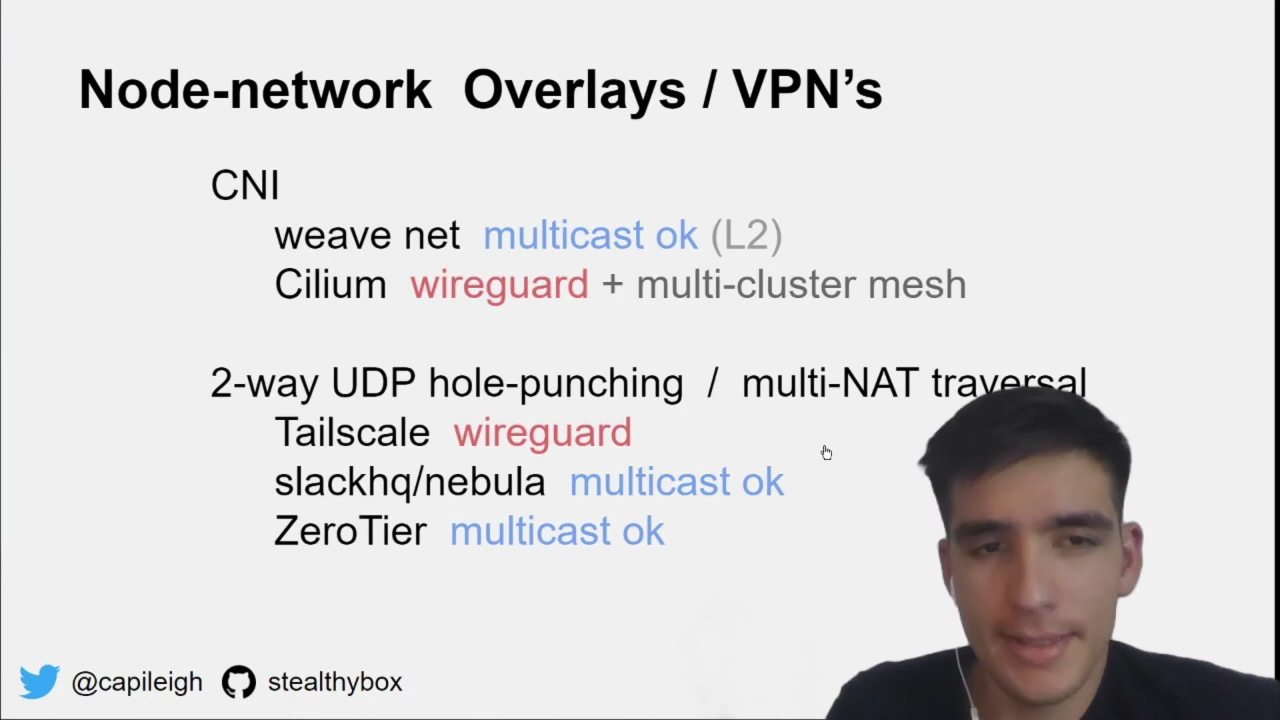 Node-network Overlays / VPN’s
CNI
weave net multicast ok (L2)
Cilium wireguard + multi-cluster mesh
2-way UDP hole-punching / multi-NAT traversal
Tailscale wireguard
slackhq/nebula multicast ok
ZeroTier multicast ok
@capileigh stealthybox